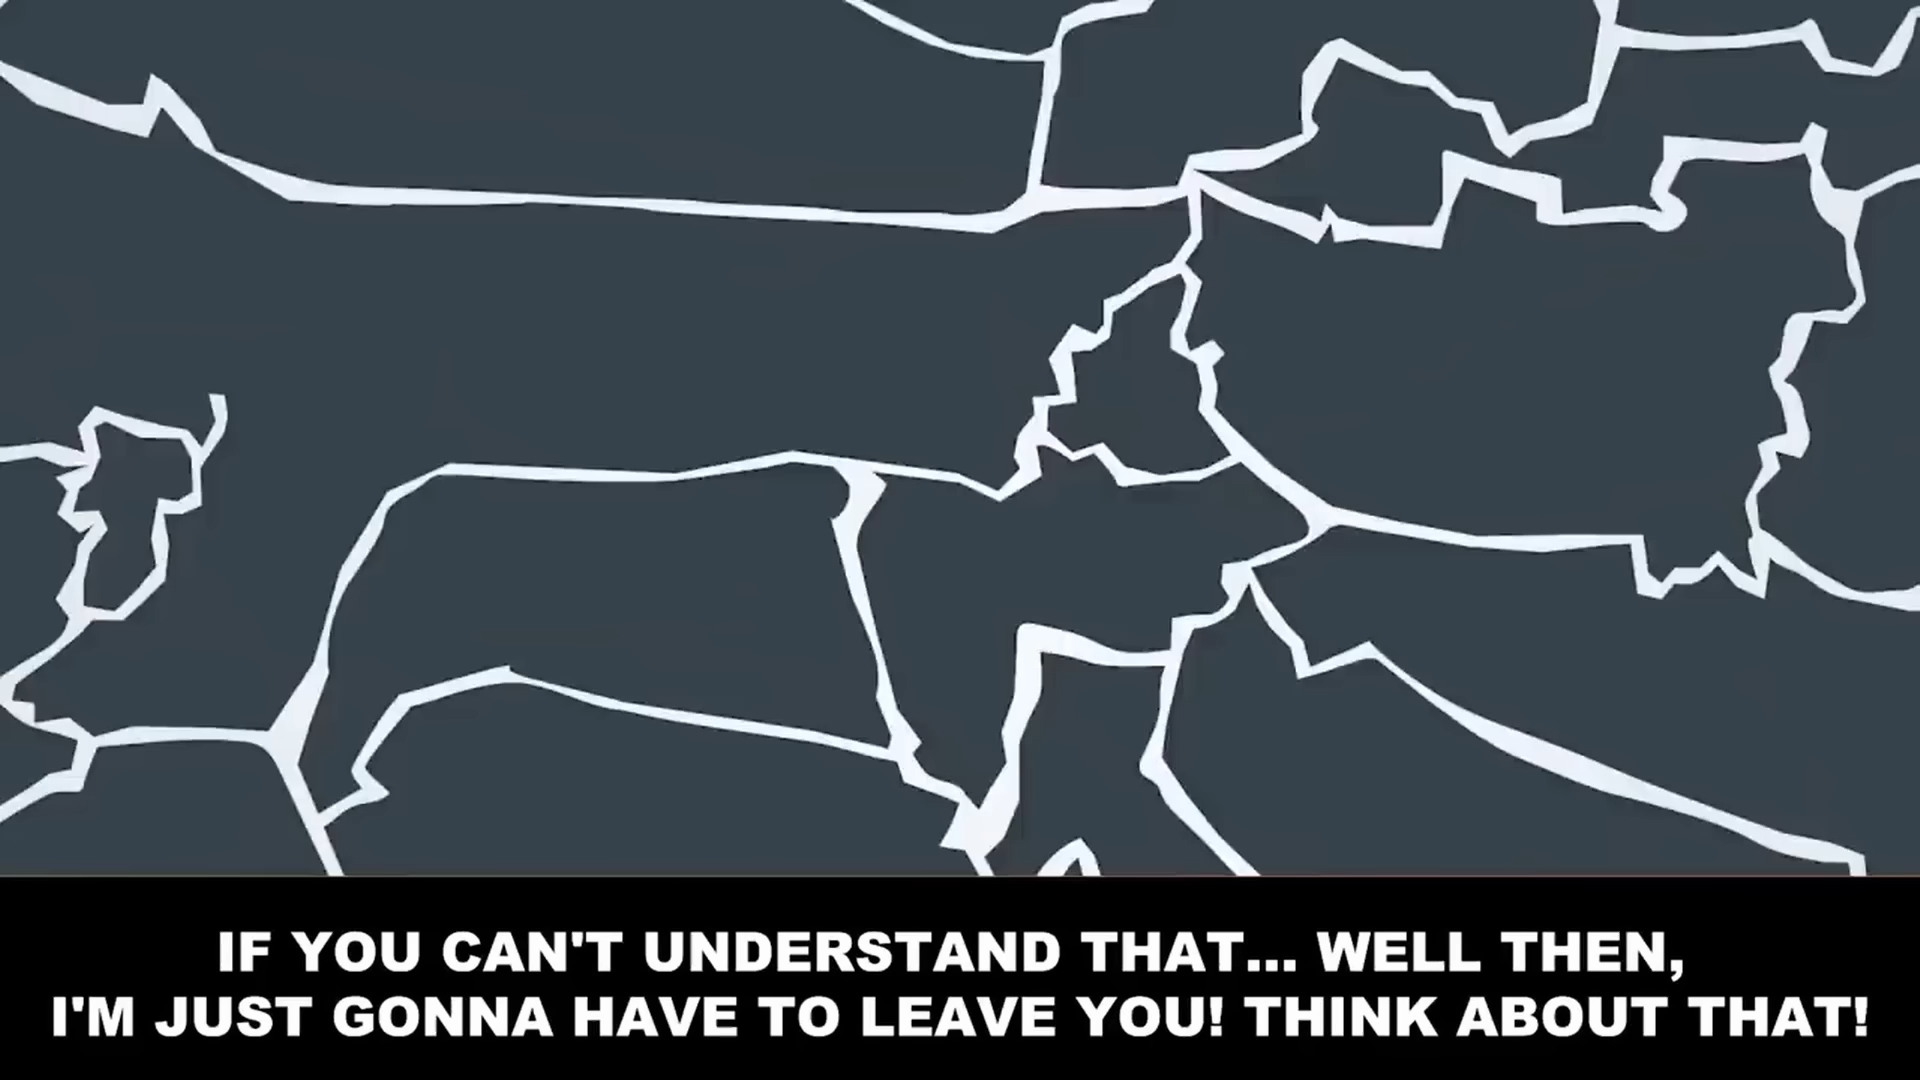 IF YOU CAN'T UNDERSTAND THAT... WELL THEN,
I'M JUST GONNA HAVE TO LEAVE YOU! THINK ABOUT THAT!